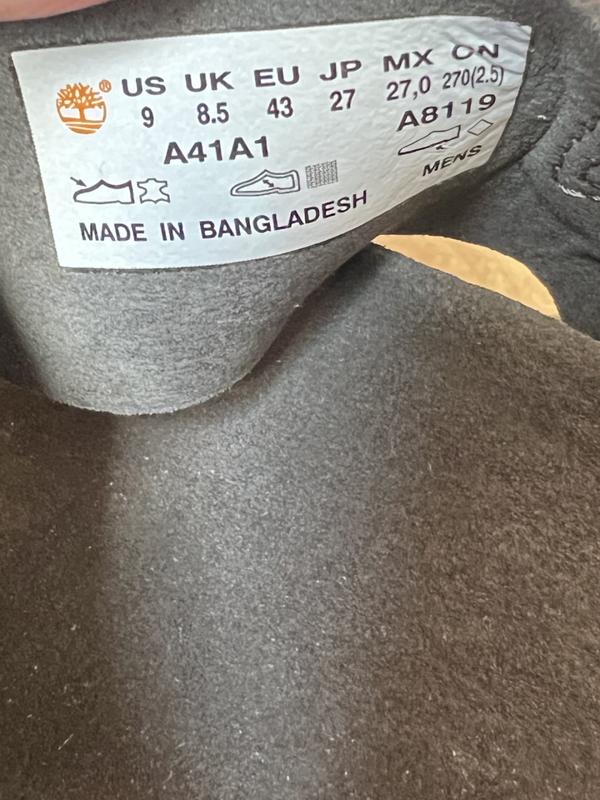 US UK EU JP MX CN
9 8.5 43 27 27,0 270(2.5)
A41A1 A8119
MENS
MADE IN BANGLADESH
®